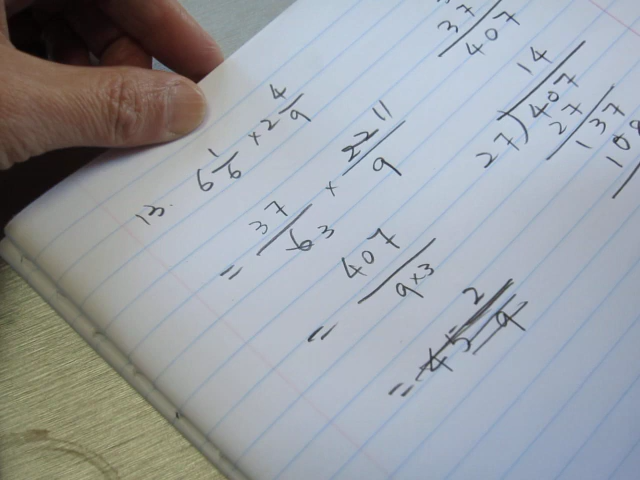 13. 6 1/6 × 2 4/9
= 37/6 3 × 22 11/9
= 407/9×3
= 45 2/9
37
407
14
27)407
27
137
108